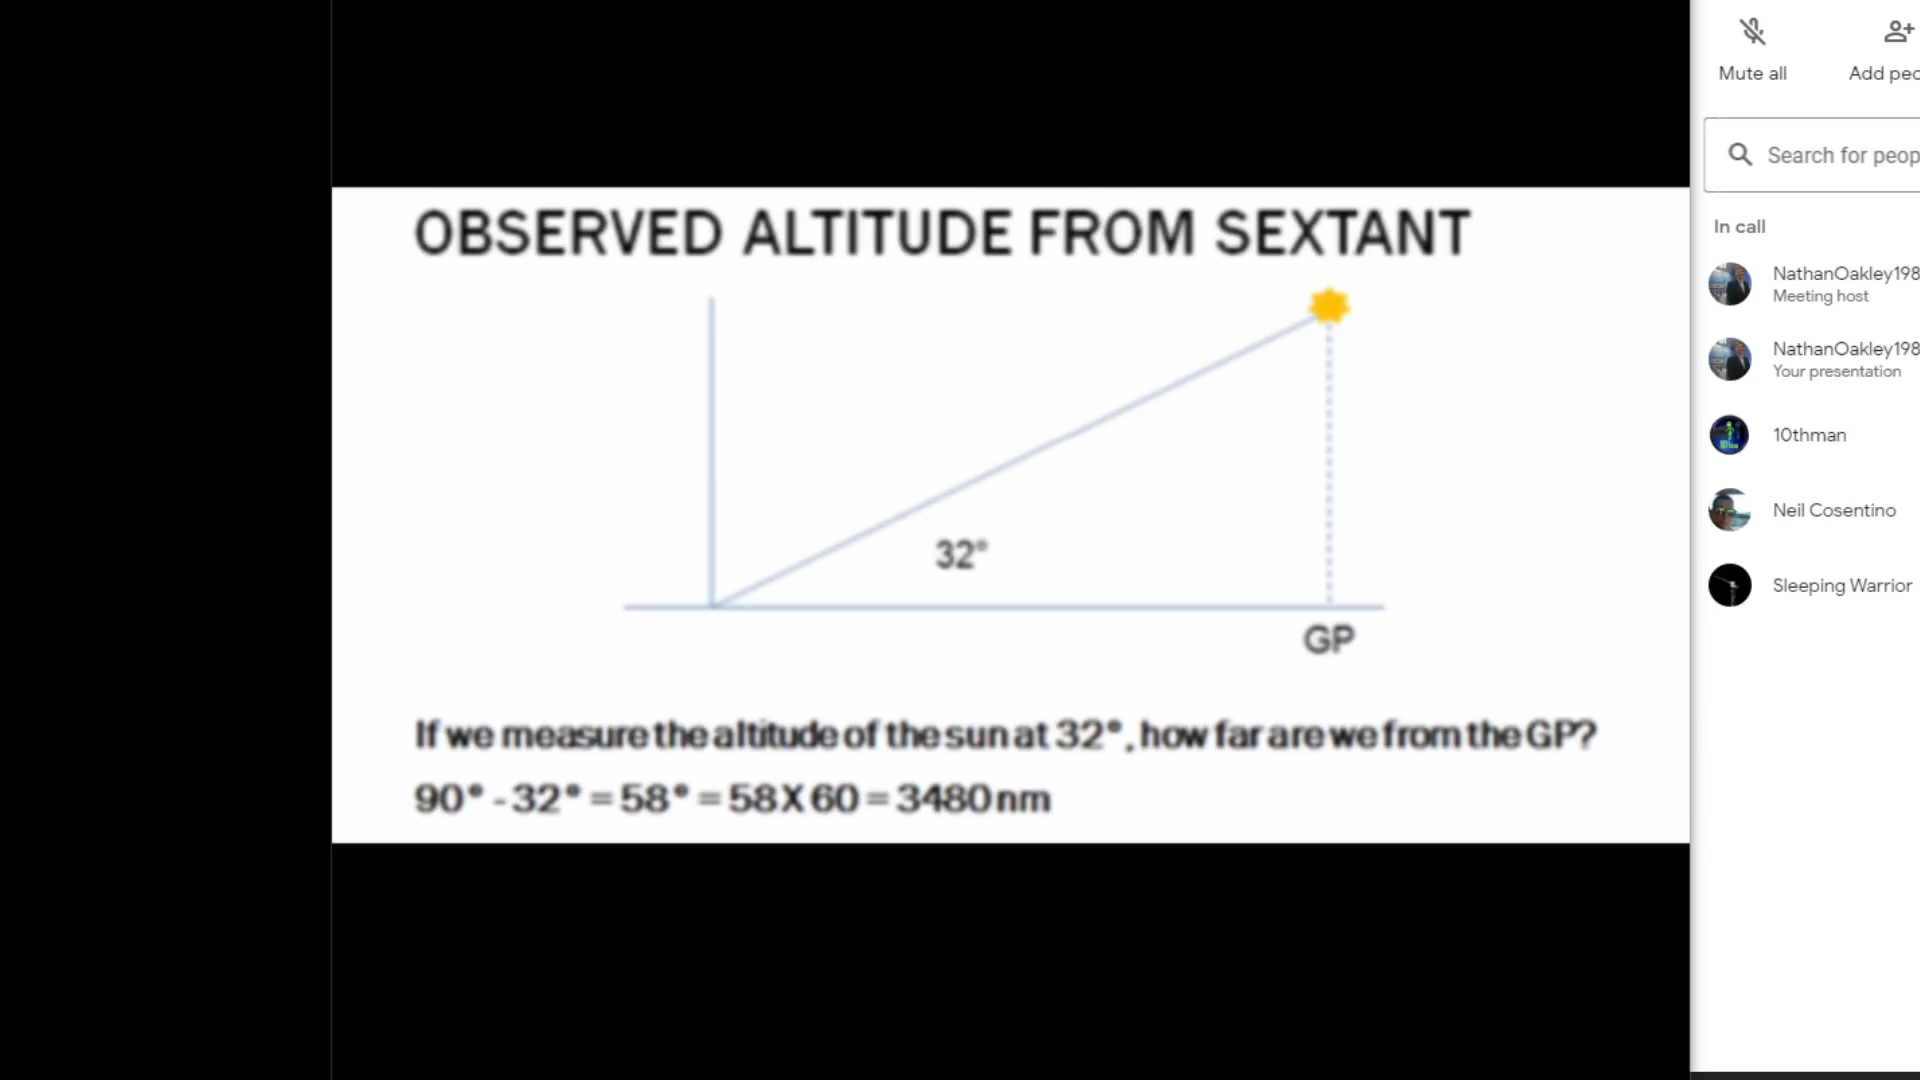 OBSERVED ALTITUDE FROM SEXTANT
32°
GP
If we measure the altitude of the sun at 32°, how far are we from the GP?
90° - 32° = 58° = 58 X 60 = 3480 nm
Mute all
Add peo
Search for peop
In call
NathanOakley198
Meeting host
NathanOakley198
Your presentation
10thman
Neil Cosentino
Sleeping Warrior